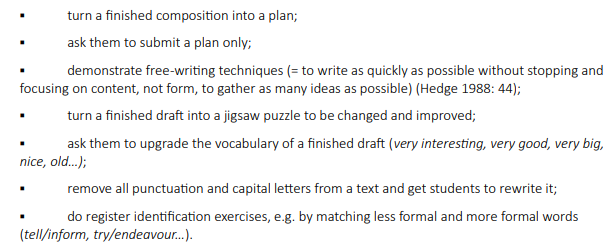 ▪ turn a finished composition into a plan;
▪ ask them to submit a plan only;
▪ demonstrate free-writing techniques (= to write as quickly as possible without stopping and
focusing on content, not form, to gather as many ideas as possible) (Hedge 1988: 44);
▪ turn a finished draft into a jigsaw puzzle to be changed and improved;
▪ ask them to upgrade the vocabulary of a finished draft (very interesting, very good, very big,
nice, old...);
▪ remove all punctuation and capital letters from a text and get students to rewrite it;
▪ do register identification exercises, e.g. by matching less formal and more formal words
(tell/inform, try/endeavour...).